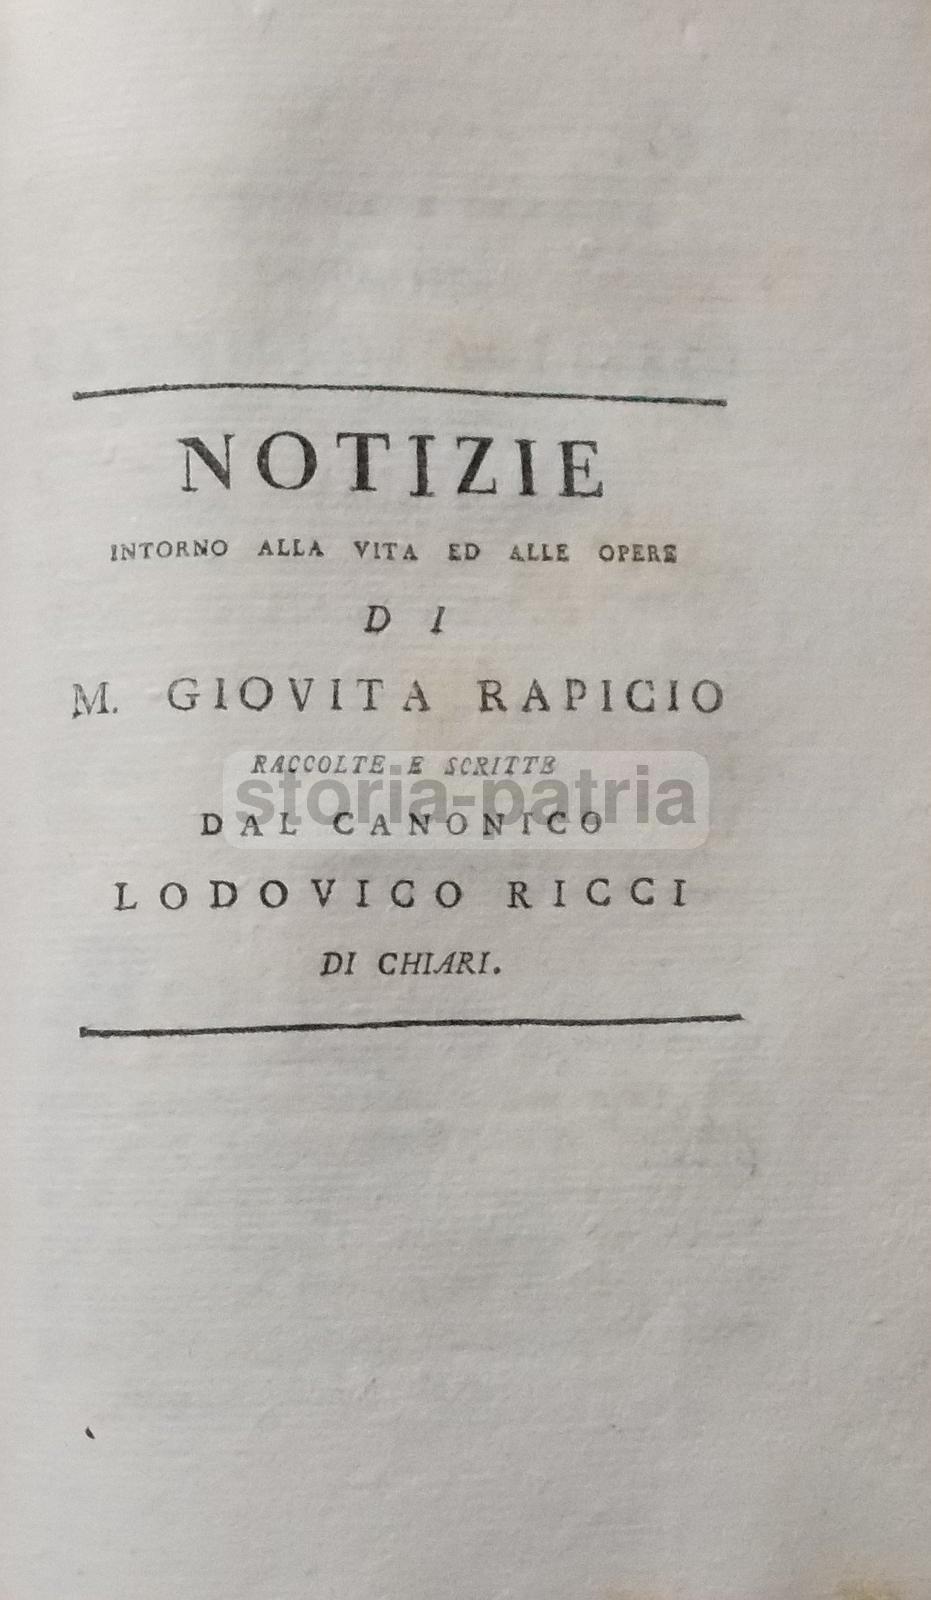 NOTIZIE
INTORNO ALLA VITA ED ALLE OPERE
DI
M. GIOVITA RAPICIO
RACCOLTE E SCRITTE
storia-patria
DAL CANONICO
LODOVICO RICCI
DI CHIARI.